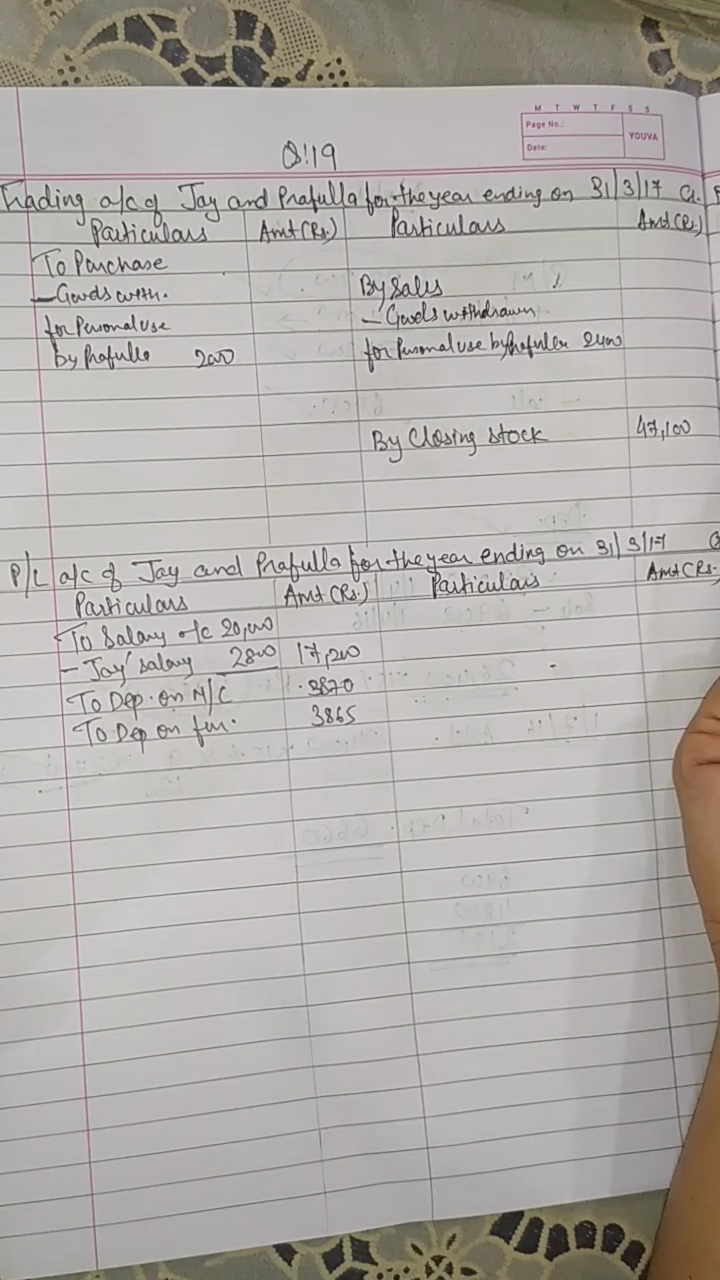 M T W T F S S
Page No.:
YOUVA
Date:
Q:19
Trading a/c of Jay and Prafulla for the year ending on 31/3/17 Cr.
Particulars Amt(Rs.) Particulars Amt(Rs.)
To Purchase
- Goods with. By Sales
for Personal Use - Goods withdrawn
by Prafulla 2000 for Personal use by Prafulla 2400
By Closing stock 47,100
P/L a/c of Jay and Prafulla for the year ending on 31/3/17
Particulars Amt(Rs.) Particulars Amt(Rs.
To Salary a/c 20,000
- Jay' salary 2800 17,200
To Dep. on M/C 3870
To Dep on fur. 3865